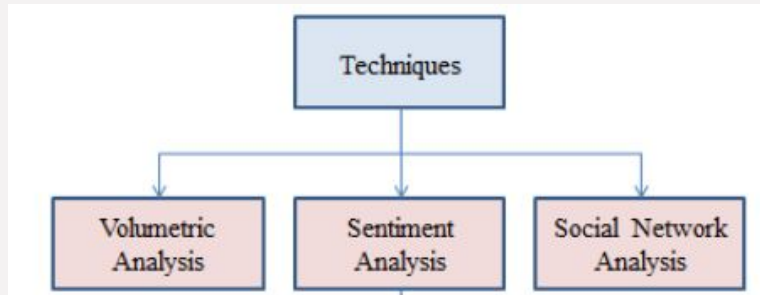 Techniques
Volumetric
Analysis
Sentiment
Analysis
Social Network
Analysis